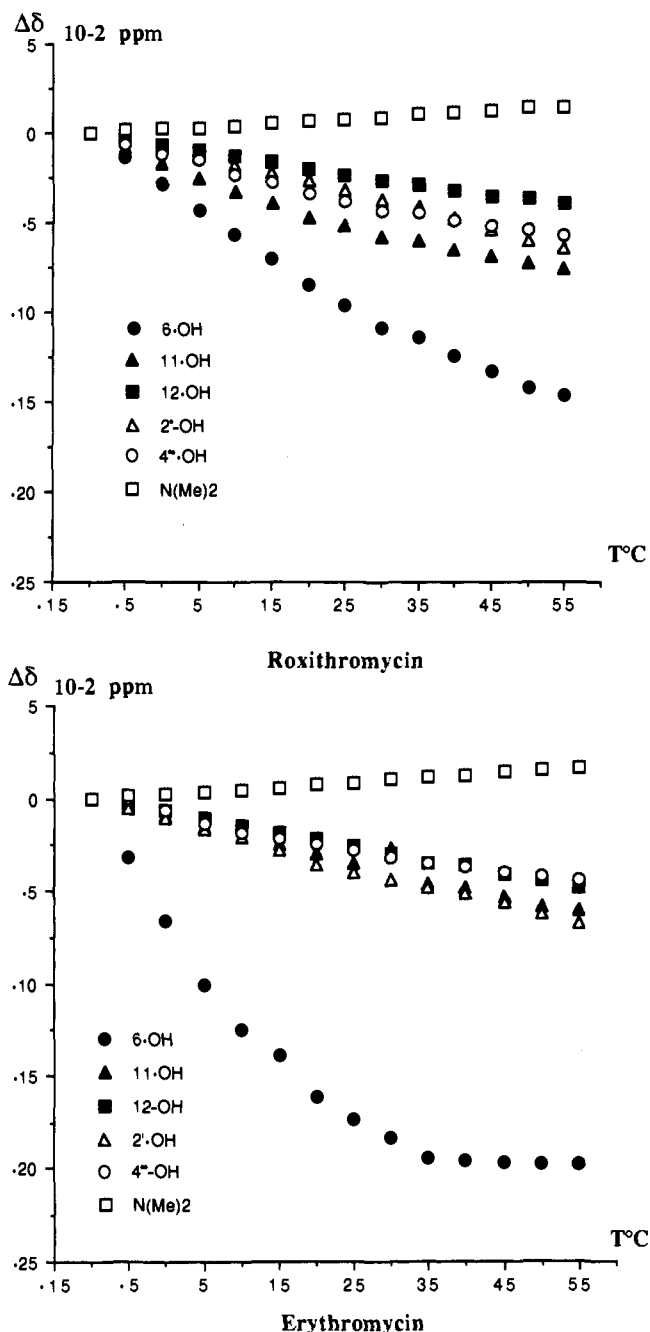 Δδ 10-2 ppm
5
0
-5
·10
·15
·20
·25
6·OH
11·OH
12·OH
2'-OH
4"·OH
N(Me)2
T°C
·15 ·5 5 15 25 35 45 55
Roxithromycin
Δδ 10-2 ppm
5
0
-5
·10
·15
·20
·25
6·OH
11·OH
12-OH
2'·OH
4"-OH
N(Me)2
T°C
·15 ·5 5 15 25 35 45 55
Erythromycin